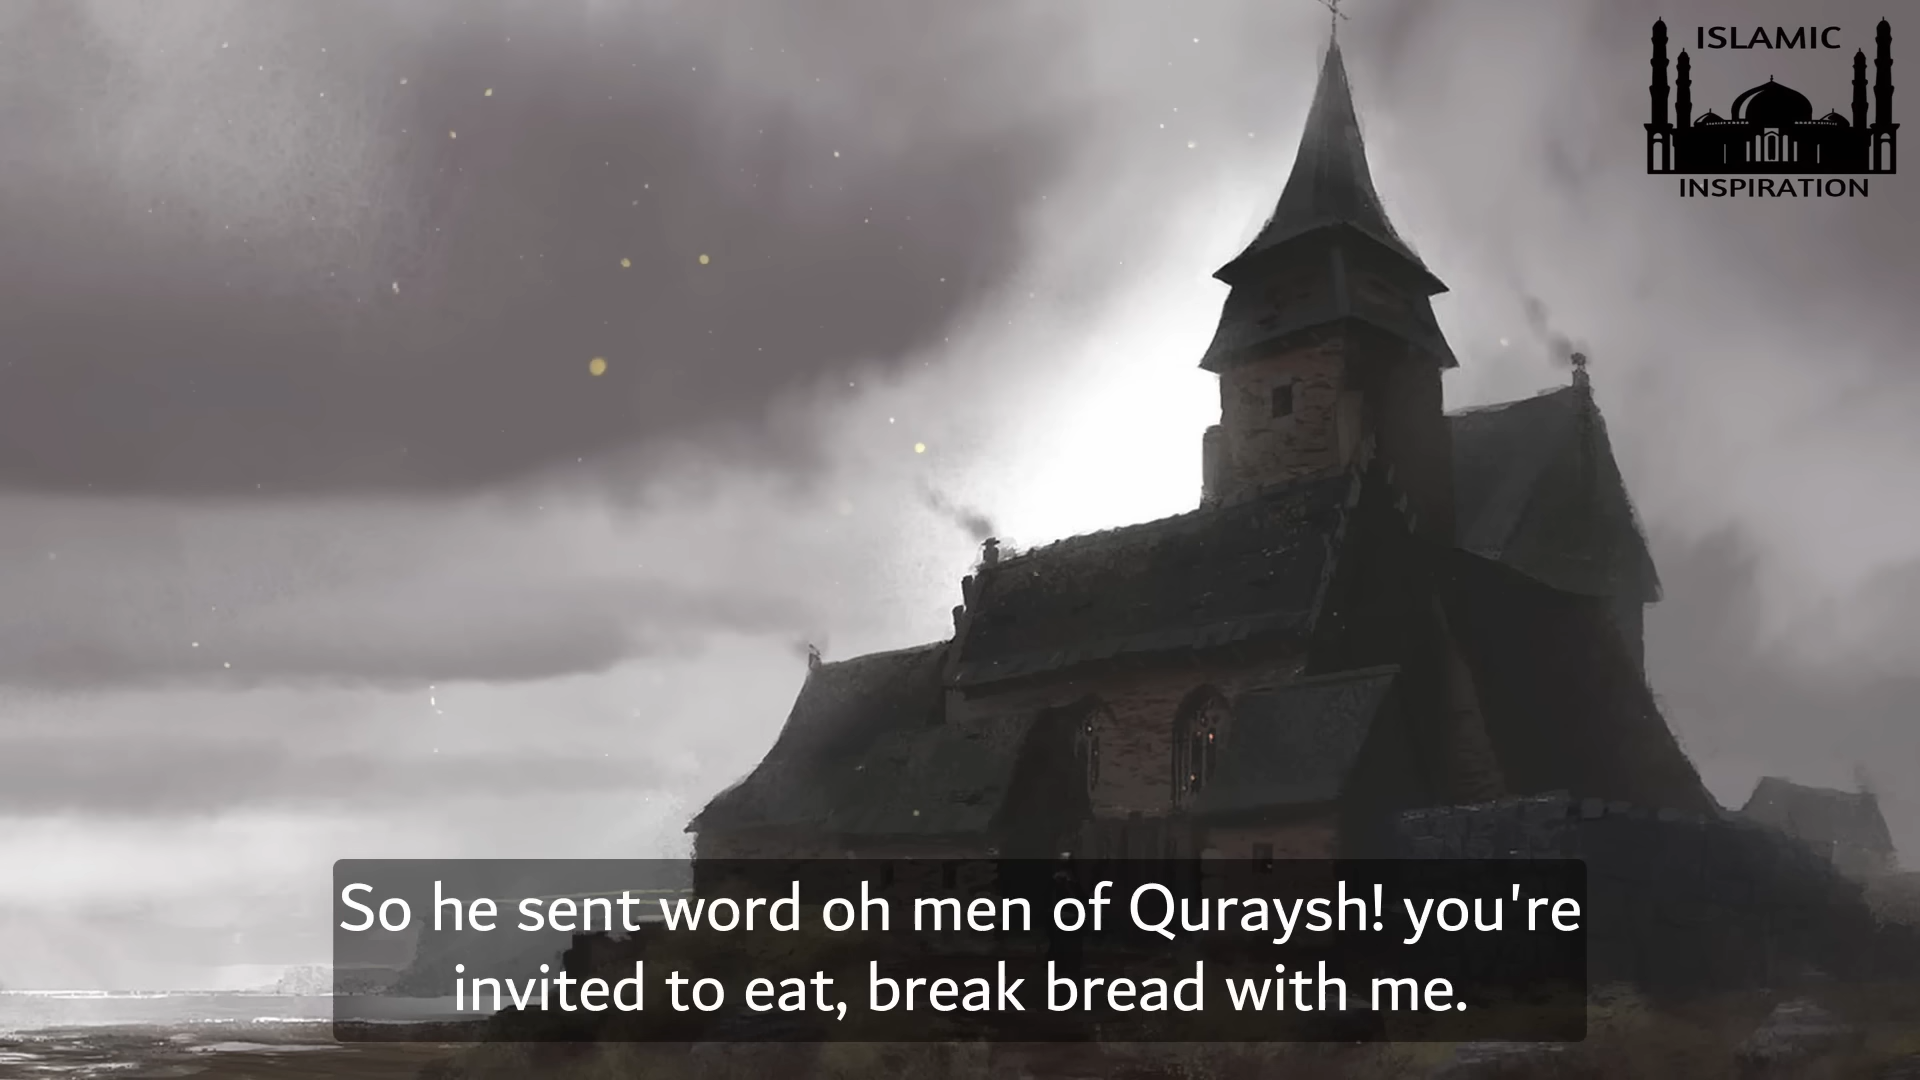 ISLAMIC
INSPIRATION
So he sent word oh men of Quraysh! you're
invited to eat, break bread with me.